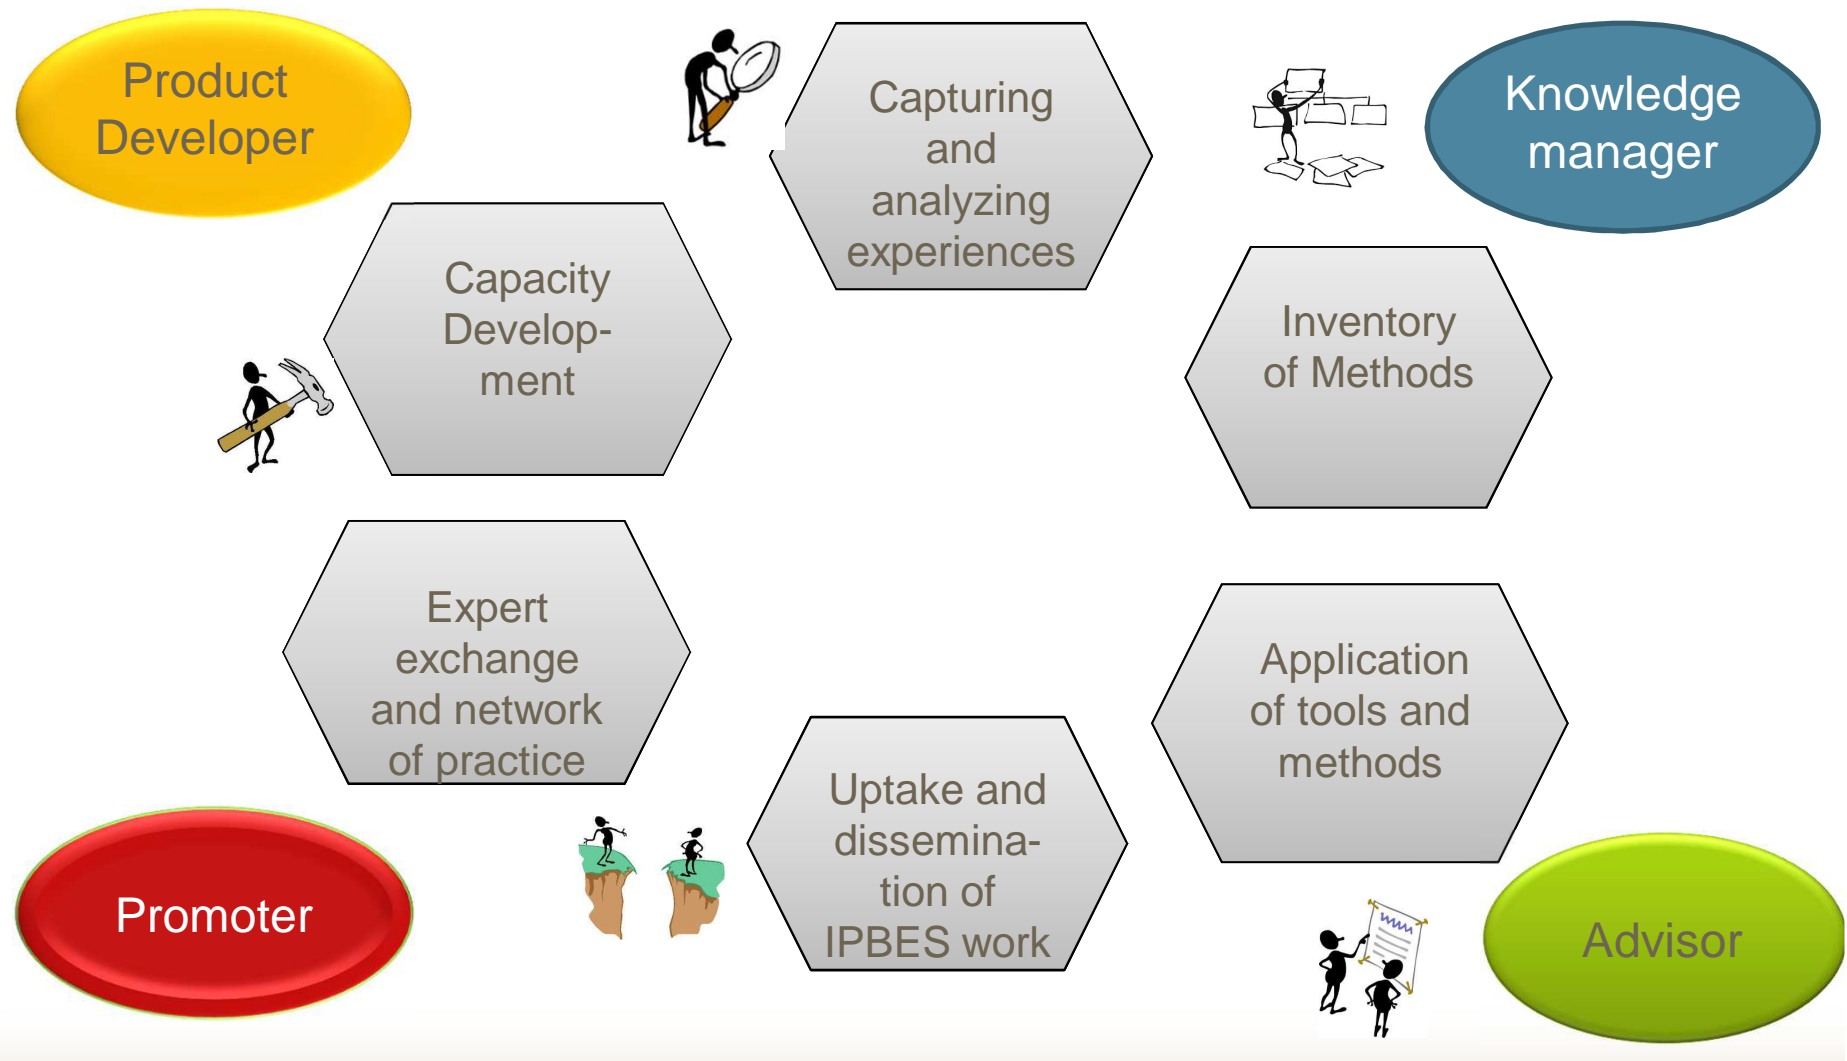 Product
Developer
Capturing
and
analyzing
experiences
Knowledge
manager
Capacity
Develop-
ment
Inventory
of Methods
Expert
exchange
and network
of practice
Application
of tools and
methods
Uptake and
dissemina-
tion of
IPBES work
Promoter
Advisor